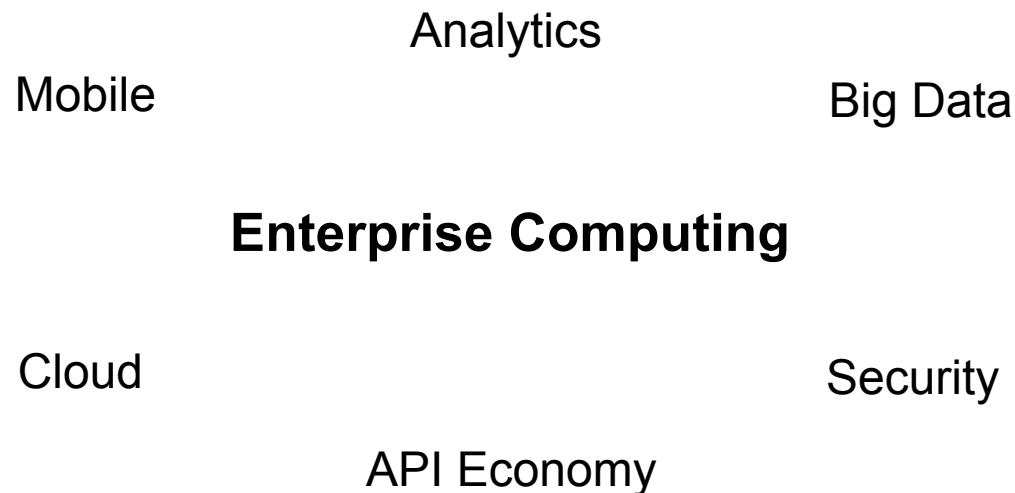 Analytics
Mobile
Big Data
Enterprise Computing
Cloud
Security
API Economy